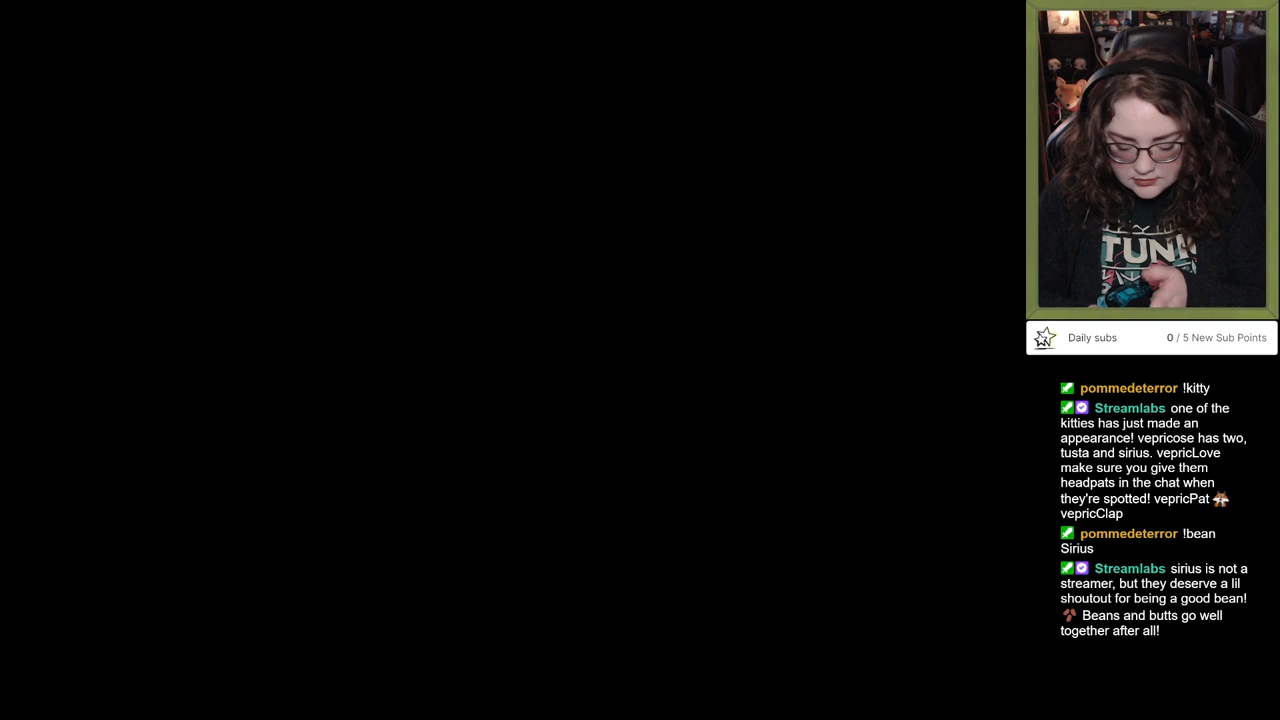 TUNI
Daily subs 0 / 5 New Sub Points
pommedeterror !kitty
Streamlabs one of the
kitties has just made an
appearance! vepricose has two,
tusta and sirius. vepricLove
make sure you give them
headpats in the chat when
they're spotted! vepricPat
vepricClap
pommedeterror !bean
Sirius
Streamlabs sirius is not a
streamer, but they deserve a lil
shoutout for being a good bean!
Beans and butts go well
together after all!